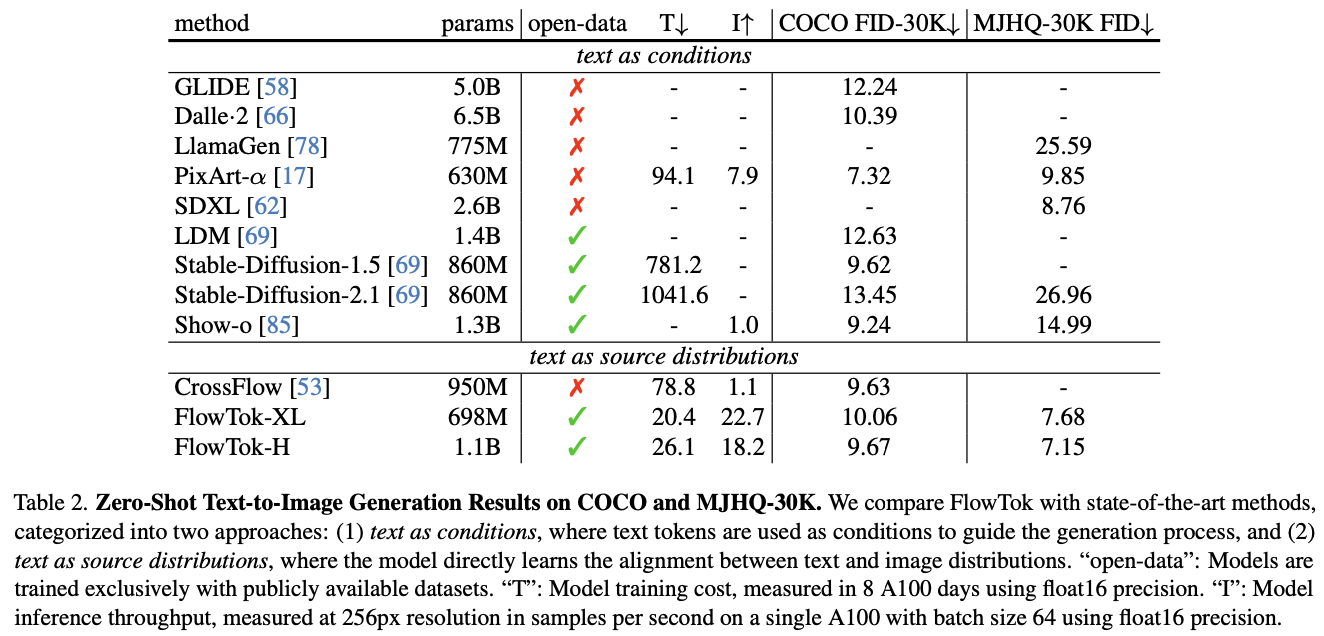 method params open-data T↓ I↑ COCO FID-30K↓ MJHQ-30K FID↓
text as conditions
GLIDE [58] 5.0B ✗ - - 12.24 -
Dalle·2 [66] 6.5B ✗ - - 10.39 -
LlamaGen [78] 775M ✗ - - - 25.59
PixArt-α [17] 630M ✗ 94.1 7.9 7.32 9.85
SDXL [62] 2.6B ✗ - - - 8.76
LDM [69] 1.4B ✓ - - 12.63 -
Stable-Diffusion-1.5 [69] 860M ✓ 781.2 - 9.62 -
Stable-Diffusion-2.1 [69] 860M ✓ 1041.6 - 13.45 26.96
Show-o [85] 1.3B ✓ - 1.0 9.24 14.99
text as source distributions
CrossFlow [53] 950M ✗ 78.8 1.1 9.63 -
FlowTok-XL 698M ✓ 20.4 22.7 10.06 7.68
FlowTok-H 1.1B ✓ 26.1 18.2 9.67 7.15
Table 2. Zero-Shot Text-to-Image Generation Results on COCO and MJHQ-30K. We compare FlowTok with state-of-the-art methods,
categorized into two approaches: (1) text as conditions, where text tokens are used as conditions to guide the generation process, and (2)
text as source distributions, where the model directly learns the alignment between text and image distributions. “open-data”: Models are
trained exclusively with publicly available datasets. “T”: Model training cost, measured in 8 A100 days using float16 precision. “I”: Model
inference throughput, measured at 256px resolution in samples per second on a single A100 with batch size 64 using float16 precision.